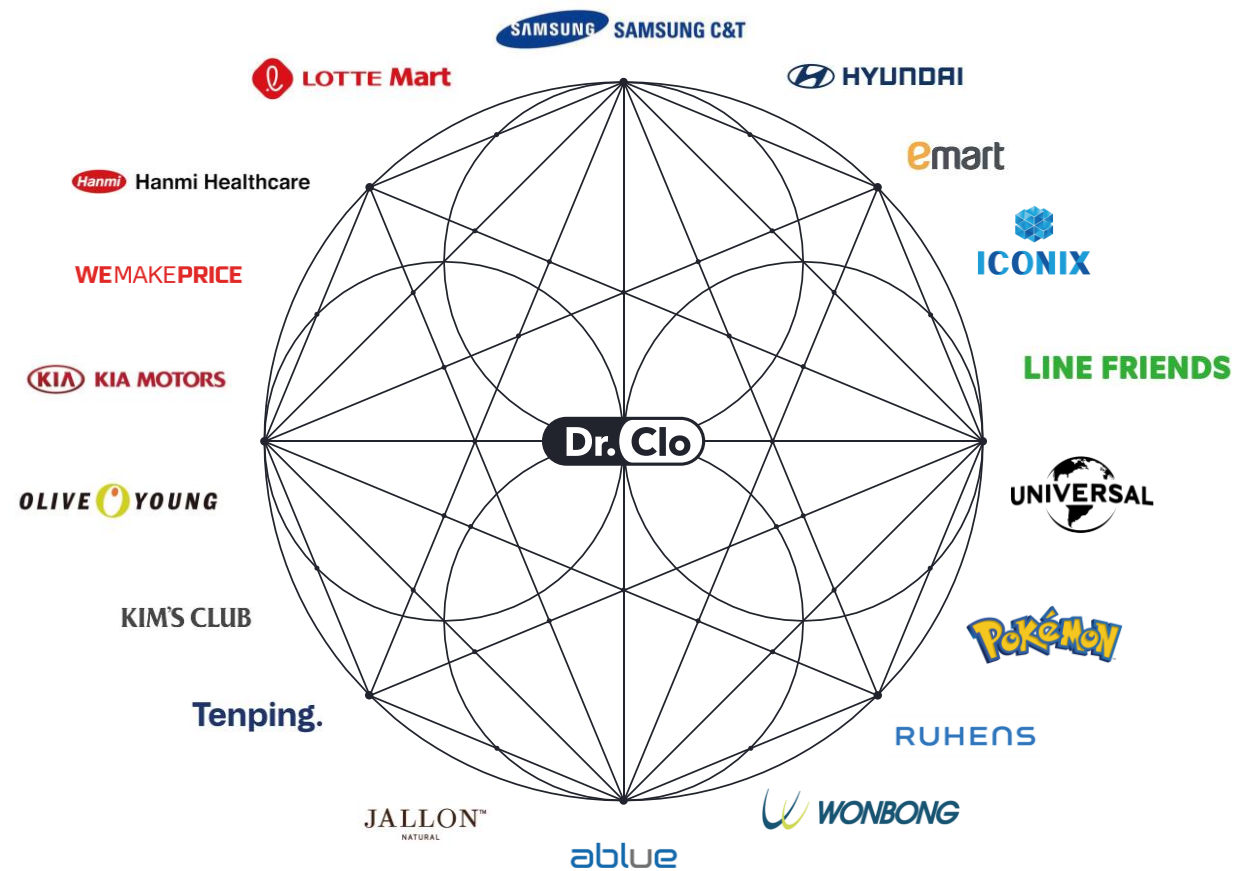 SAMSUNG SAMSUNG C&T
LOTTE Mart
HYUNDAI
emart
Hanmi Hanmi Healthcare
ICONIX
WEMAKEPRICE
LINE FRIENDS
KIA KIA MOTORS
Dr. Clo
OLIVE YOUNG
UNIVERSAL
KIM'S CLUB
POKéMON
Tenping.
RUHENS
JALLON™
NATURAL
WONBONG
ablue